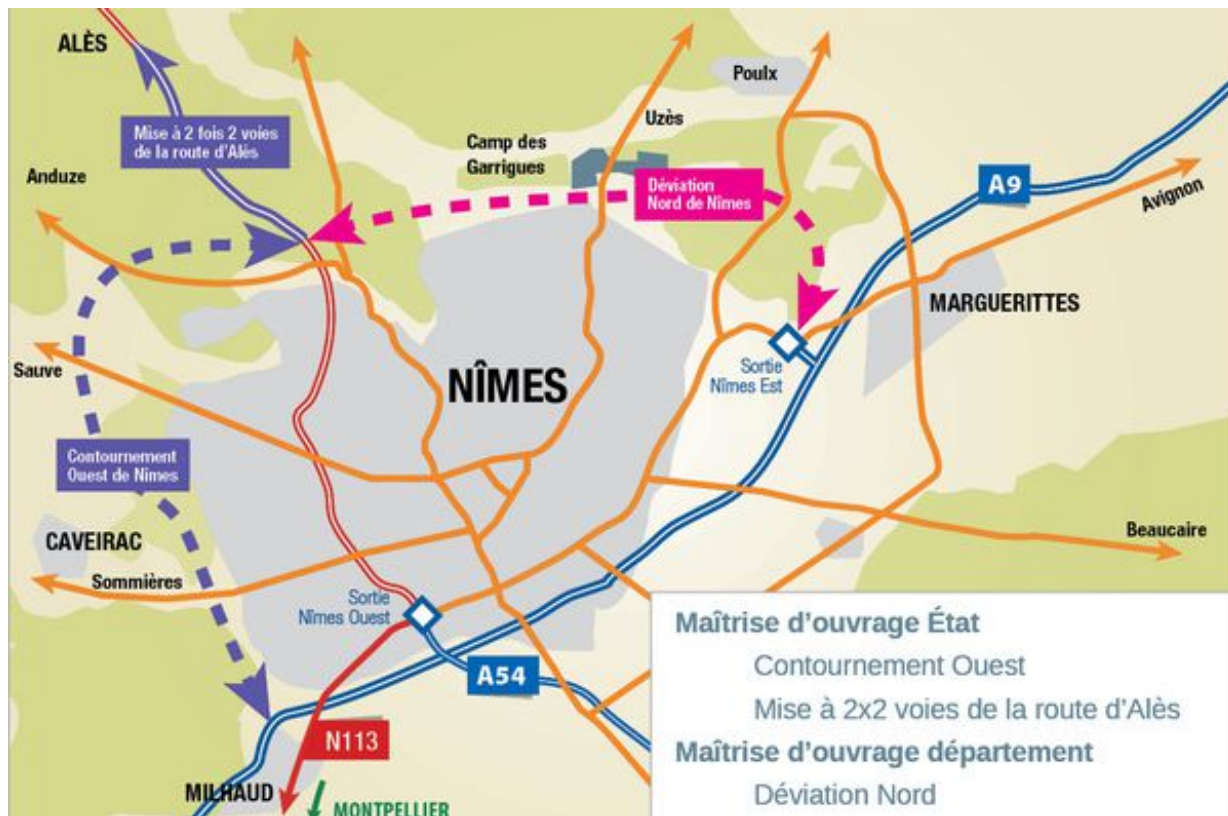 ALÈS
Mise à 2 fois 2 voies
de la route d'Alès
Anduze
Camp des
Garrigues
Uzès
Poulx
Déviation
Nord de Nîmes
A9
Avignon
MARGUERITTES
Sauve
NÎMES
Sortie
Nîmes Est
Contournement
Ouest de Nîmes
CAVEIRAC
Sommières
Sortie
Nîmes Ouest
Beaucaire
A54
N113
MILHAUD
MONTPELLIER
Maîtrise d'ouvrage État
Contournement Ouest
Mise à 2x2 voies de la route d'Alès
Maîtrise d'ouvrage département
Déviation Nord